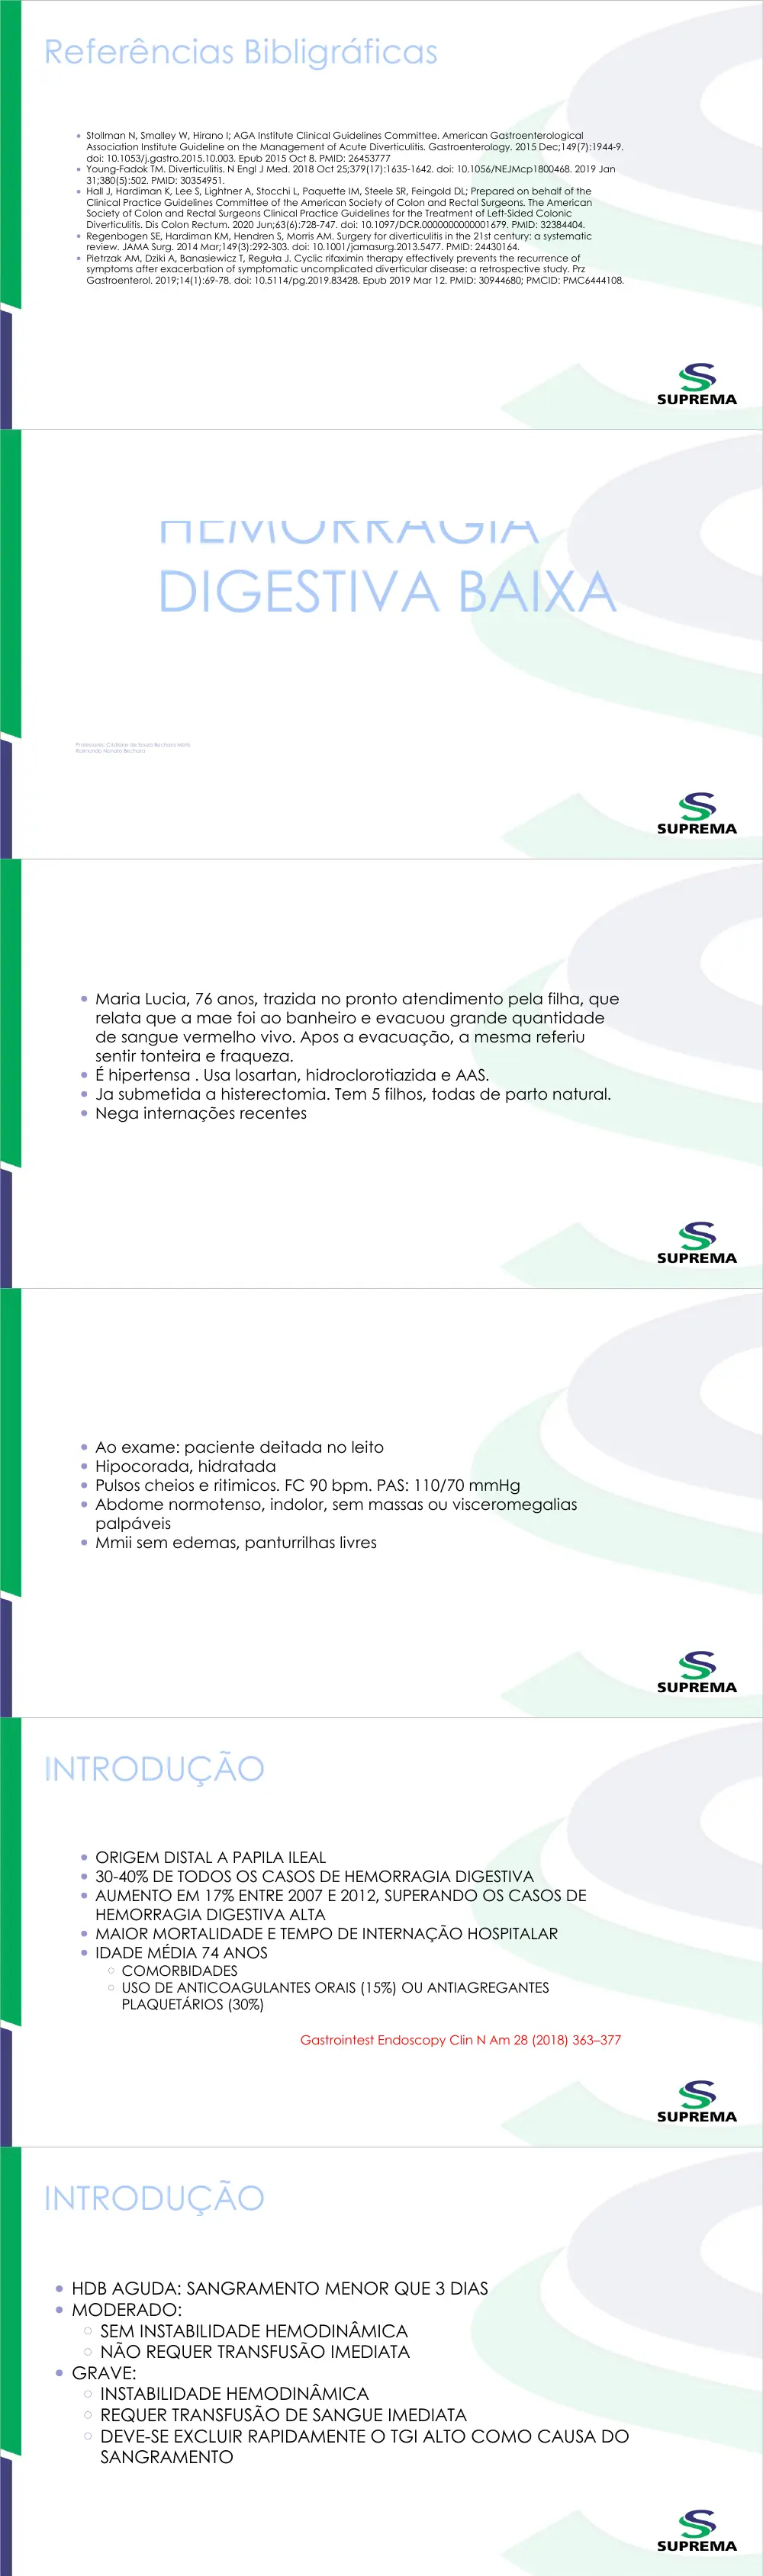 Referências Bibligráficas
Stollman N, Smalley W, Hirano I; AGA Institute Clinical Guidelines Committee. American Gastroenterological
Association Institute Guideline on the Management of Acute Diverticulitis. Gastroenterology. 2015 Dec;149(7):1944-9.
doi: 10.1053/j.gastro.2015.10.003. Epub 2015 Oct 8. PMID: 26453777
Young-Fadok TM. Diverticulitis. N Engl J Med. 2018 Oct 25;379(17):1635-1642. doi: 10.1056/NEJMcp1800468. 2019 Jan
31;380(5):502. PMID: 30354951.
Hall J, Hardiman K, Lee S, Lightner A, Stocchi L, Paquette IM, Steele SR, Feingold DL; Prepared on behalf of the
Clinical Practice Guidelines Committee of the American Society of Colon and Rectal Surgeons. The American
Society of Colon and Rectal Surgeons Clinical Practice Guidelines for the Treatment of Left-Sided Colonic
Diverticulitis. Dis Colon Rectum. 2020 Jun;63(6):728-747. doi: 10.1097/DCR.0000000000001679. PMID: 32384404.
Regenbogen SE, Hardiman KM, Hendren S, Morris AM. Surgery for diverticulitis in the 21st century: a systematic
review. JAMA Surg. 2014 Mar;149(3):292-303. doi: 10.1001/jamasurg.2013.5477. PMID: 24430164.
Pietrzak AM, Dziki A, Banasiewicz T, Reguła J. Cyclic rifaximin therapy effectively prevents the recurrence of
symptoms after exacerbation of symptomatic uncomplicated diverticular disease: a retrospective study. Prz
Gastroenterol. 2019;14(1):69-78. doi: 10.5114/pg.2019.83428. Epub 2019 Mar 12. PMID: 30944680; PMCID: PMC6444108.
SUPREMA
HEMORRAGIA
DIGESTIVA BAIXA
Professores: Cristiane de Souza Bechara
Raimundo Nonato Bechara
SUPREMA
Maria Lucia, 76 anos, trazida no pronto atendimento pela filha, que
relata que a mae foi ao banheiro e evacuou grande quantidade
de sangue vermelho vivo. Apos a evacuação, a mesma referiu
sentir tonteira e fraqueza.
É hipertensa . Usa losartan, hidroclorotiazida e AAS.
Ja submetida a histerectomia. Tem 5 filhos, todas de parto natural.
Nega internações recentes
SUPREMA
Ao exame: paciente deitada no leito
Hipocorada, hidratada
Pulsos cheios e ritimicos. FC 90 bpm. PAS: 110/70 mmHg
Abdome normotenso, indolor, sem massas ou visceromegalias
palpáveis
Mmii sem edemas, panturrilhas livres
SUPREMA
INTRODUÇÃO
ORIGEM DISTAL A PAPILA ILEAL
30-40% DE TODOS OS CASOS DE HEMORRAGIA DIGESTIVA
AUMENTO EM 17% ENTRE 2007 E 2012, SUPERANDO OS CASOS DE
HEMORRAGIA DIGESTIVA ALTA
MAIOR MORTALIDADE E TEMPO DE INTERNAÇÃO HOSPITALAR
IDADE MÉDIA 74 ANOS
COMORBIDADES
USO DE ANTICOAGULANTES ORAIS (15%) OU ANTIAGREGANTES
PLAQUETÁRIOS (30%)
Gastrointest Endoscopy Clin N Am 28 (2018) 363–377
SUPREMA
INTRODUÇÃO
HDB AGUDA: SANGRAMENTO MENOR QUE 3 DIAS
MODERADO:
SEM INSTABILIDADE HEMODINÂMICA
NÃO REQUER TRANSFUSÃO IMEDIATA
GRAVE:
INSTABILIDADE HEMODINÂMICA
REQUER TRANSFUSÃO DE SANGUE IMEDIATA
DEVE-SE EXCLUIR RAPIDAMENTE O TGI ALTO COMO CAUSA DO
SANGRAMENTO
SUPREMA